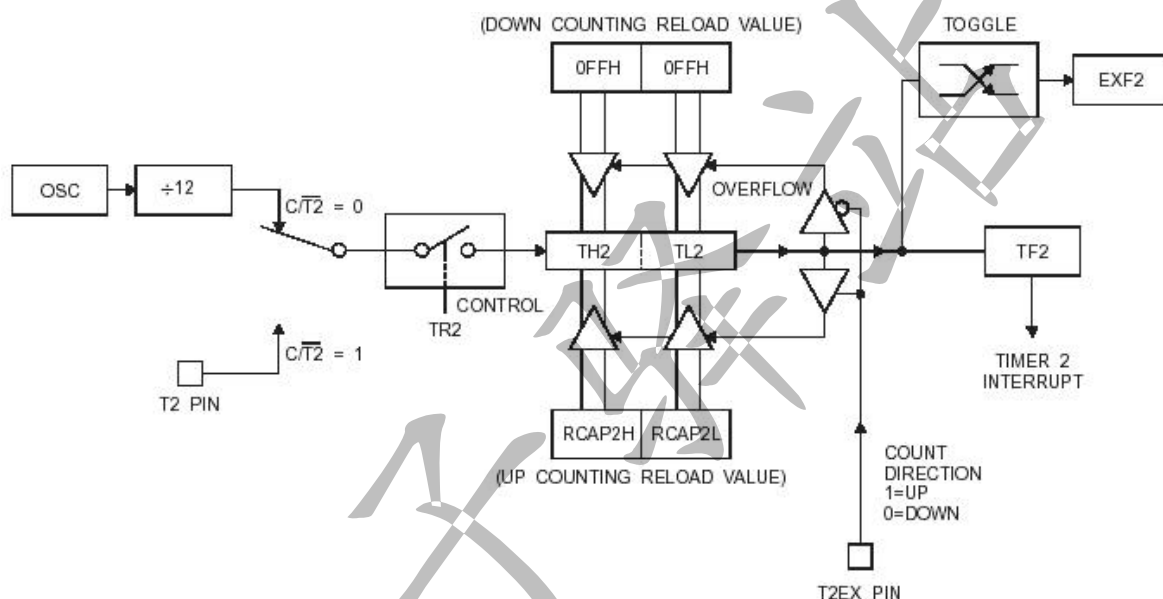 (DOWN COUNTING RELOAD VALUE)
TOGGLE
0FFH 0FFH
EXF2
OSC
÷12
OVERFLOW
C/T2 = 0
TH2 TL2
TF2
CONTROL
TR2
C/T2 = 1
TIMER 2
INTERRUPT
T2 PIN
RCAP2H RCAP2L
(UP COUNTING RELOAD VALUE)
COUNT
DIRECTION
1=UP
0=DOWN
T2EX PIN